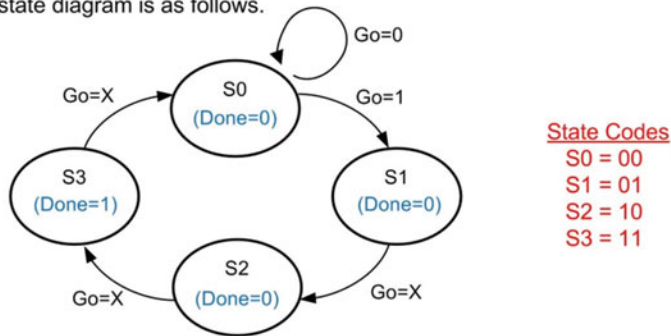 state diagram is as follows.
Go=0
S0
(Done=0)
Go=X
Go=1
State Codes
S0 = 00
S1 = 01
S2 = 10
S3 = 11
S3
(Done=1)
S1
(Done=0)
S2
(Done=0)
Go=X
Go=X